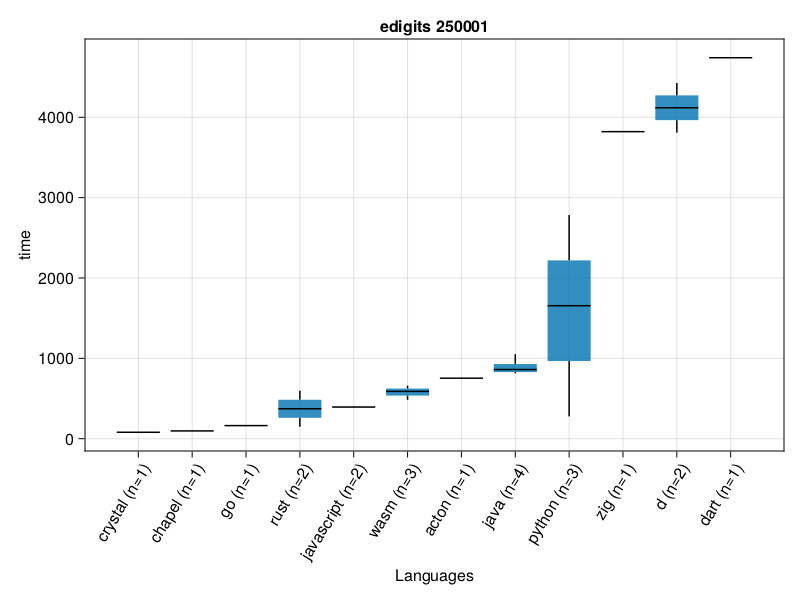 edigits 250001
time
4000
3000
2000
1000
0
crystal (n=1)
chapel (n=1)
go (n=1)
rust (n=2)
javascript (n=2)
wasm (n=3)
acton (n=1)
java (n=4)
python (n=3)
zig (n=1)
d (n=2)
dart (n=1)
Languages